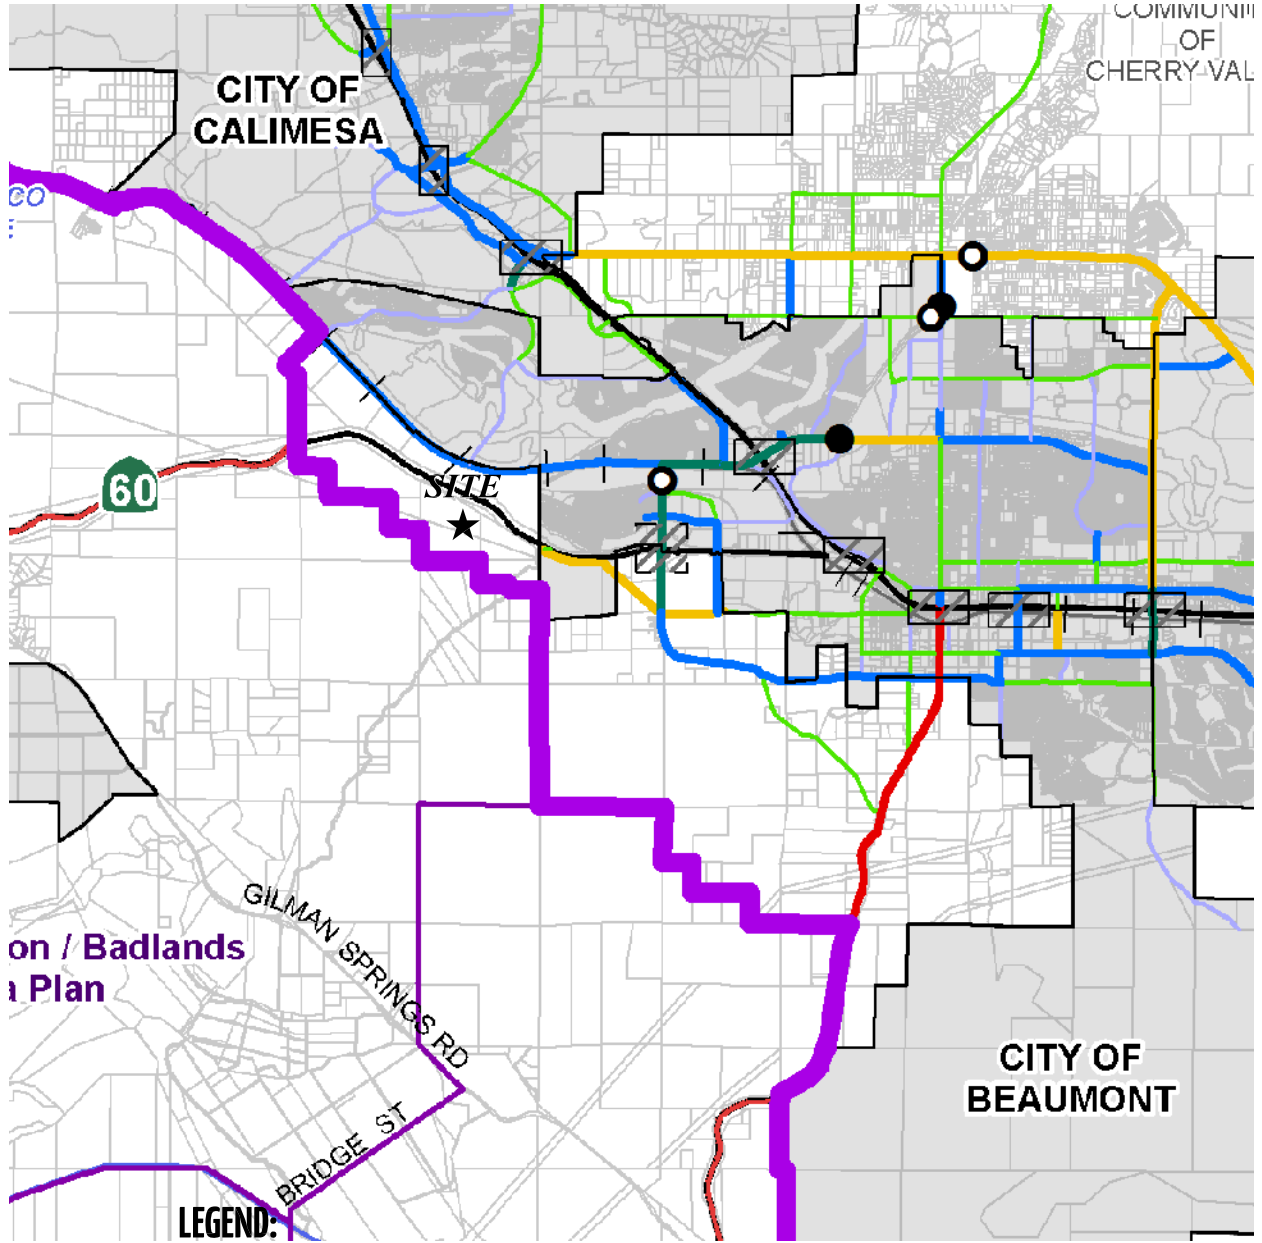 OF
CHERRY VAL
CITY OF
CALIMESA
CO
60
SITE
GILMAN SPRINGS RD
on / Badlands
a Plan
CITY OF
BEAUMONT
BRIDGE ST
LEGEND: